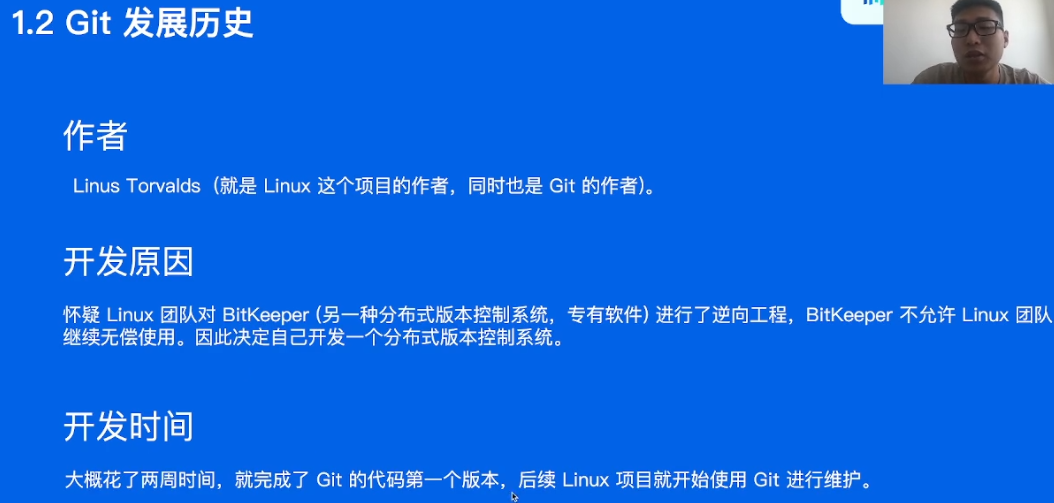 1.2 Git 发展历史
作者
Linus Torvalds（就是 Linux 这个项目的作者，同时也是 Git 的作者）。
开发原因
怀疑 Linux 团队对 BitKeeper (另一种分布式版本控制系统，专有软件) 进行了逆向工程，BitKeeper 不允许 Linux 团队
继续无偿使用。因此决定自己开发一个分布式版本控制系统。
开发时间
大概花了两周时间，就完成了 Git 的代码第一个版本，后续 Linux 项目就开始使用 Git 进行维护。